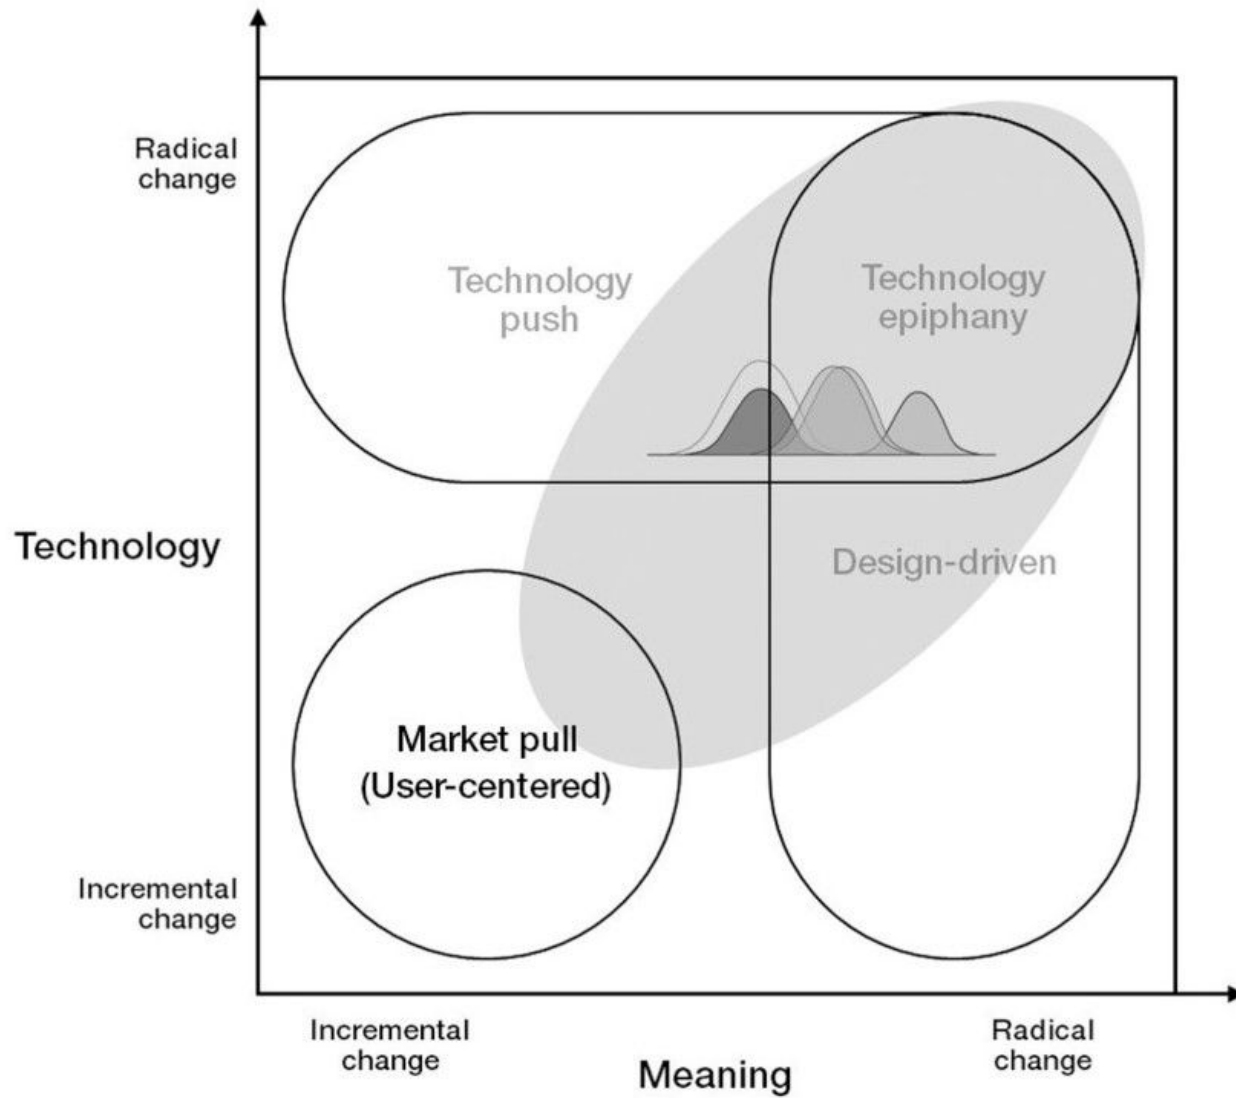 Radical
change
Technology
push
Technology
epiphany
Technology
Design-driven
Market pull
(User-centered)
Incremental
change
Incremental
change
Radical
change
Meaning